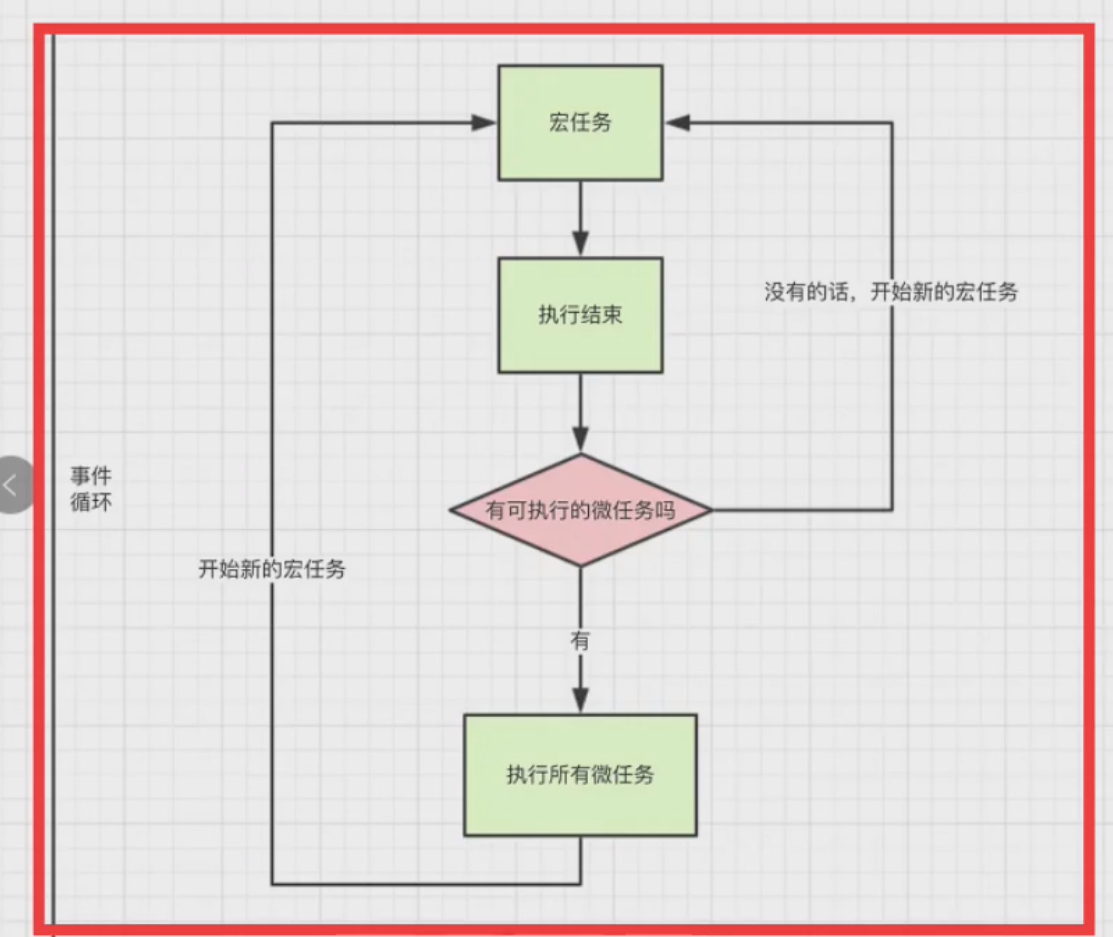 宏任务
执行结束
没有的话，开始新的宏任务
事件
循环
有可执行的微任务吗
开始新的宏任务
有
执行所有微任务